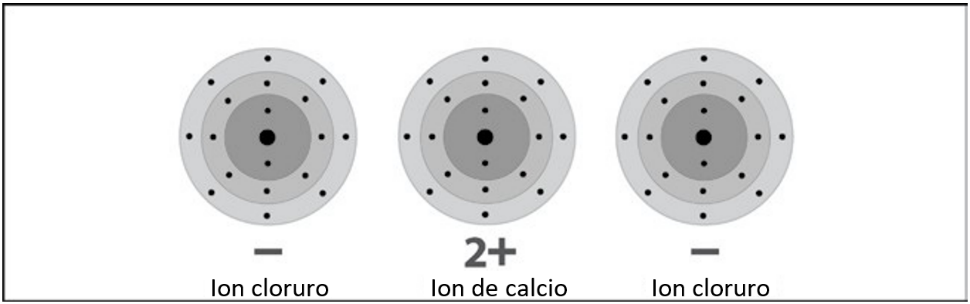 − 2+ −
Ion cloruro Ion de calcio Ion cloruro